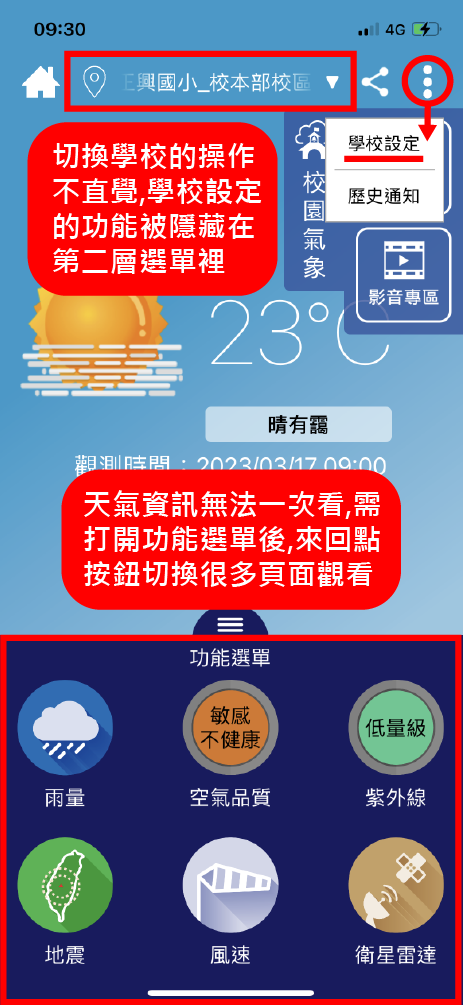 09:30
4G
正興國小_校本部校區
切換學校的操作
不直覺,學校設定
的功能被隱藏在
第二層選單裡
校園氣象
學校設定
歷史通知
影音專區
23°C
晴有靄
觀測時間：2023/03/17 09:00
天氣資訊無法一次看,需
打開功能選單後,來回點
按鈕切換很多頁面觀看
功能選單
敏感
不健康
低量級
雨量
空氣品質
紫外線
地震
風速
衛星雷達